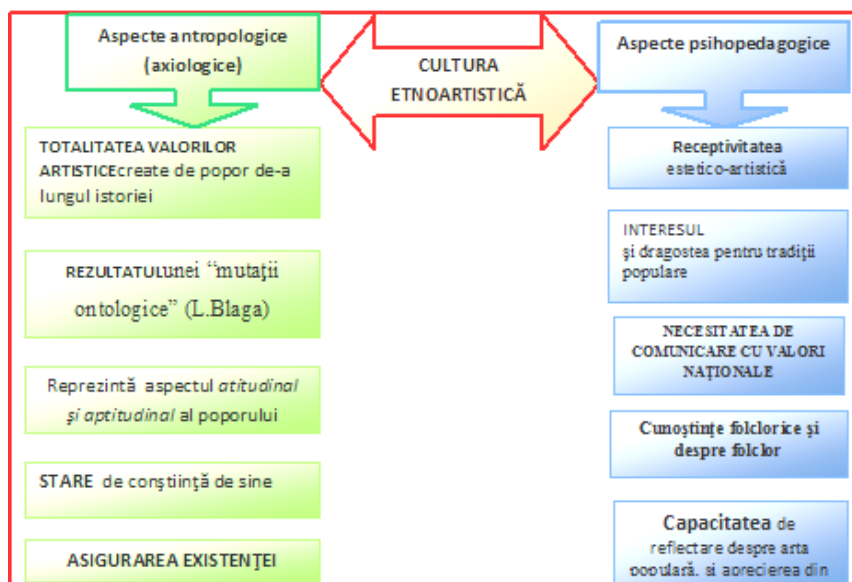 Aspecte antropologice
(axiologice)
CULTURA
ETNOARTISTICĂ
Aspecte psihopedagogice
TOTALITATEA VALORILOR
ARTISTICEcreate de popor de-a
lungul istoriei
REZULTATULunei “mutaţii
ontologice” (L.Blaga)
Reprezintă aspectul atitudinal
şi aptitudinal al poporului
STARE de conştiinţă de sine
ASIGURAREA EXISTENŢEI
Receptivitatea
estetico-artistică
INTERESUL
şi dragostea pentru tradiţii
populare
NECESITATEA DE
COMUNICARE CU VALORI
NAŢIONALE
Cunoştinţe folclorice şi
despre folclor
Capacitatea de
reflectare despre arta
populară, şi aprecierea din